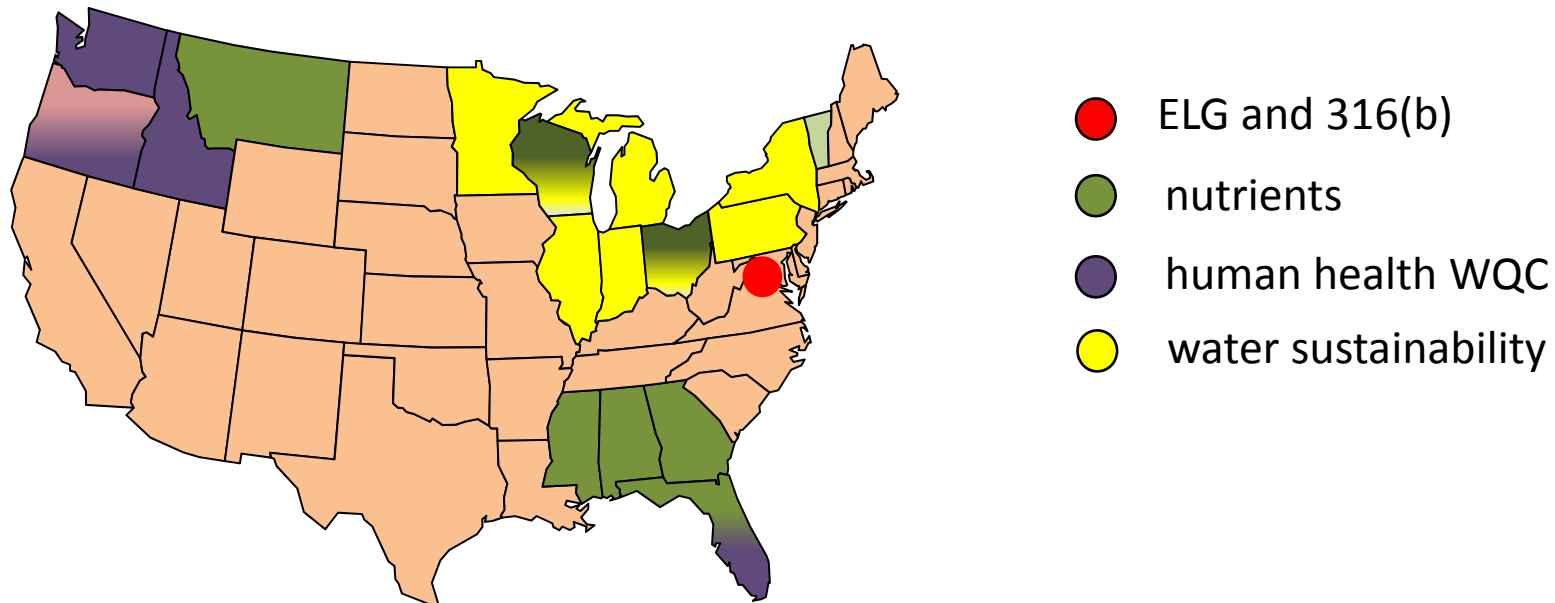 ELG and 316(b)
nutrients
human health WQC
water sustainability